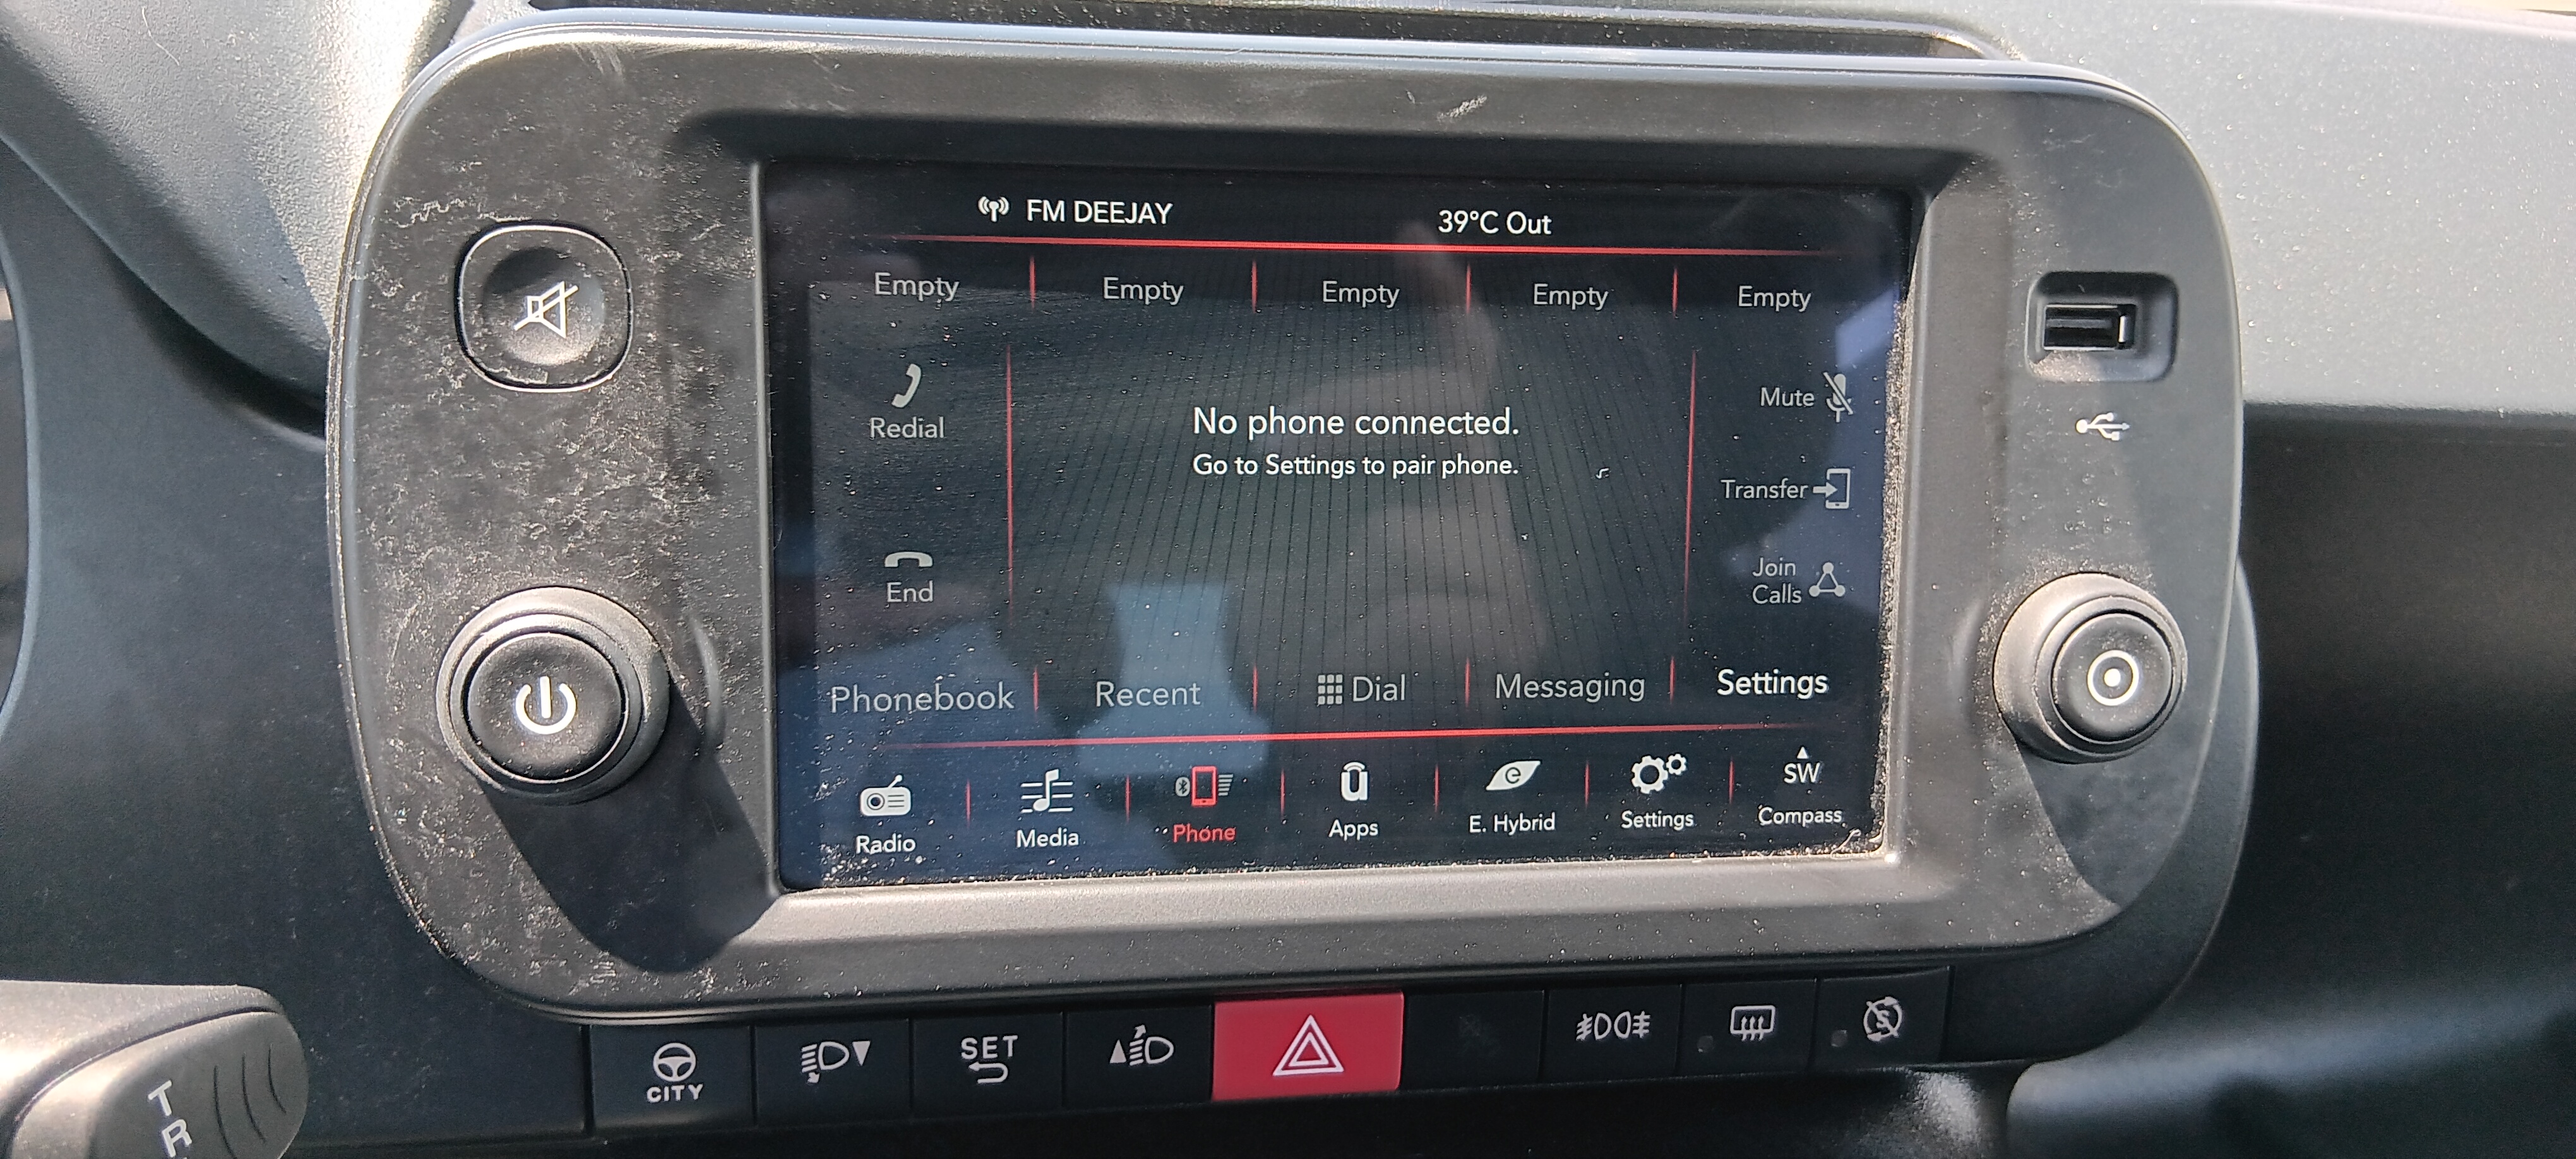 FM DEEJAY
39°C Out
Empty
Empty
Empty
Empty
Empty
Redial
No phone connected.
Go to Settings to pair phone.
Mute
Transfer
End
Join
Calls
Phonebook
Recent
Dial
Messaging
Settings
Radio
Media
Phone
Apps
e
E. Hybrid
Settings
SW
Compass
CITY
SET
S
T
R